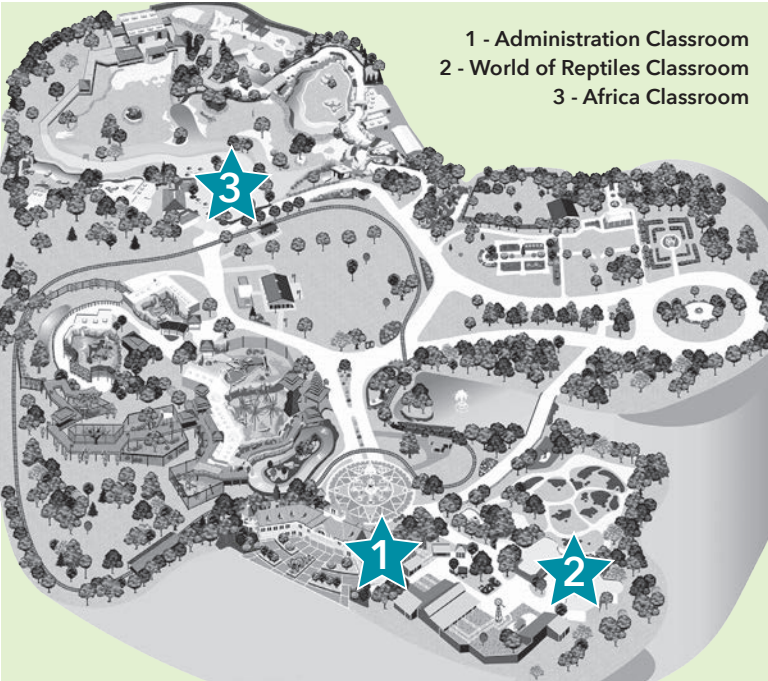 1 - Administration Classroom
2 - World of Reptiles Classroom
3 - Africa Classroom
3
1
2